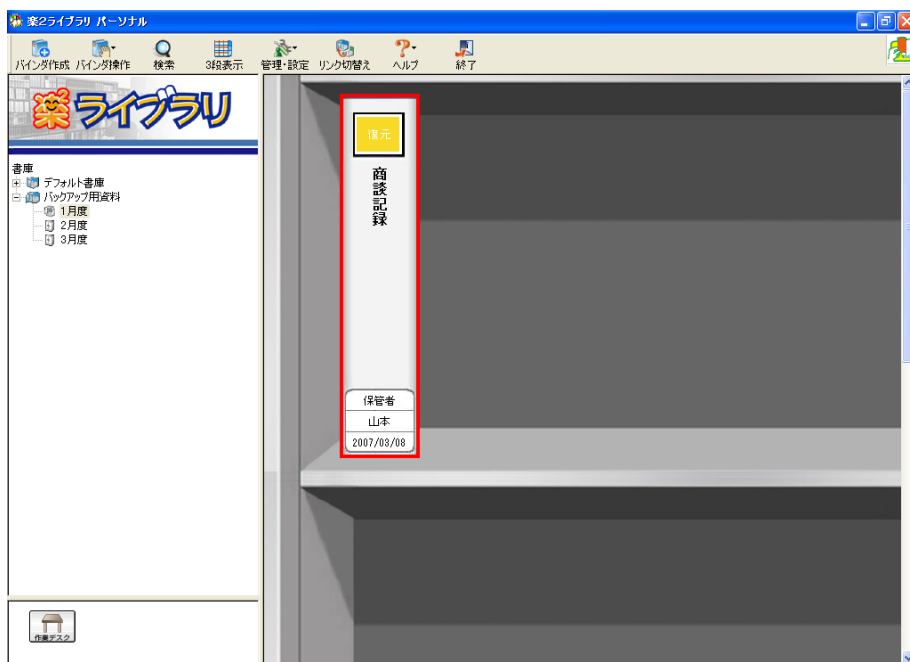 楽2ライブラリ パーソナル
バインダ作成 バインダ操作 検索 3段表示 管理・設定 リンク切替え ヘルプ 終了
楽ライブラリ
書庫
デフォルト書庫
バックアップ用資料
1月度
2月度
3月度
作業デスク
復元
商談記録
保管者
山本
2007/03/08